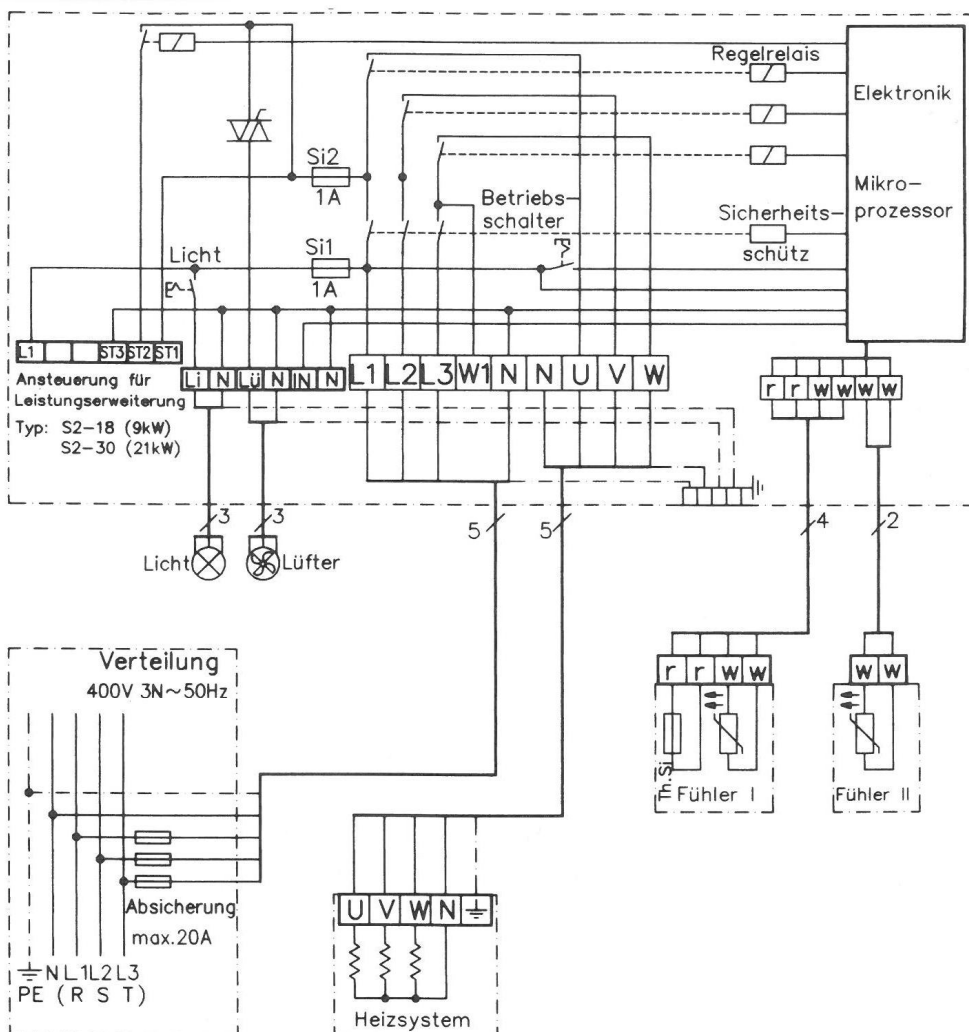 Regelrelais
Elektronik
Mikro-
prozessor
Si2
1A
Betriebs-
schalter
Sicherheits-
schütz
Licht
Si1
1A
L1 ST3 ST2 ST1
Li N Lü N IN N
L1 L2 L3 W1 N N U V W
r r w w w w
Ansteuerung für
Leistungserweiterung
Typ: S2-18 (9kW)
S2-30 (21kW)
3 3 5 5 4 2
Licht Lüfter
Verteilung
400V 3N~50Hz
Absicherung
max.20A
N L1 L2 L3
PE (R S T)
U V W N
Heizsystem
r r w w
Th.Si
Fühler I
w w
Fühler II